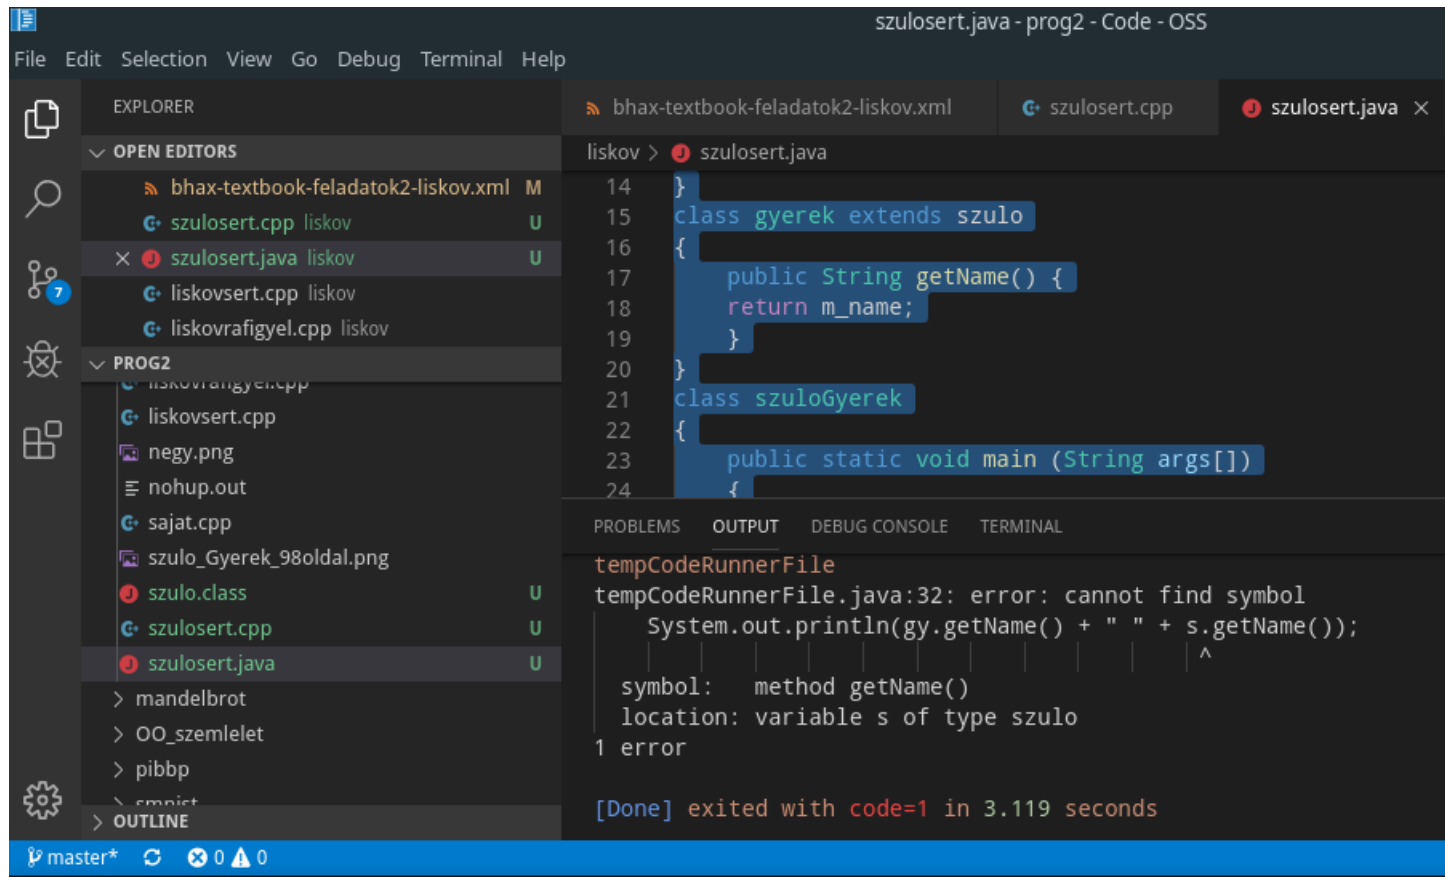 szulosert.java - prog2 - Code - OSS
File Edit Selection View Go Debug Terminal Help
EXPLORER
OPEN EDITORS
bhax-textbook-feladatok2-liskov.xml M
szulosert.cpp liskov U
szulosert.java liskov U
liskovsert.cpp liskov
liskovrafigyel.cpp liskov
PROG2
liskovrafigyel.cpp
liskovsert.cpp
negy.png
nohup.out
sajat.cpp
szulo_Gyerek_98oldal.png
szulo.class U
szulosert.cpp U
szulosert.java U
mandelbrot
OO_szemlelet
pibbp
smnist
OUTLINE
bhax-textbook-feladatok2-liskov.xml szulosert.cpp szulosert.java
liskov > szulosert.java
14 }
15 class gyerek extends szulo
16 {
17 public String getName() {
18 return m_name;
19 }
20 }
21 class szuloGyerek
22 {
23 public static void main (String args[])
24 {
PROBLEMS OUTPUT DEBUG CONSOLE TERMINAL
tempCodeRunnerFile
tempCodeRunnerFile.java:32: error: cannot find symbol
System.out.println(gy.getName() + " " + s.getName());
^
symbol: method getName()
location: variable s of type szulo
1 error
[Done] exited with code=1 in 3.119 seconds
7
master* 0 0